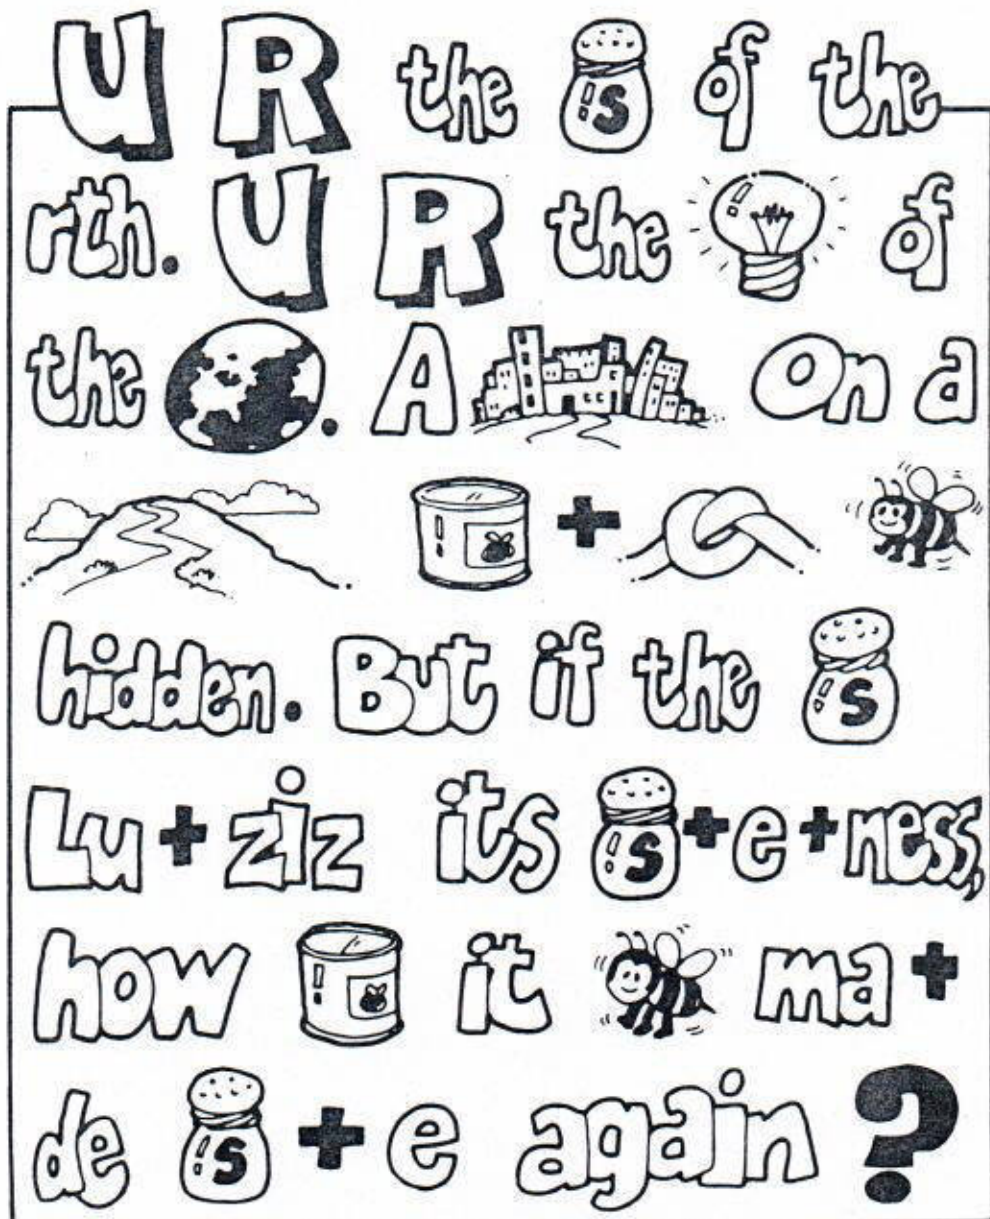 U R the S of the
rth. U R the of
the . A On a
+
hidden. But if the S
Lu + ziz its S + e + ness,
how it ma +
de S + e again ?